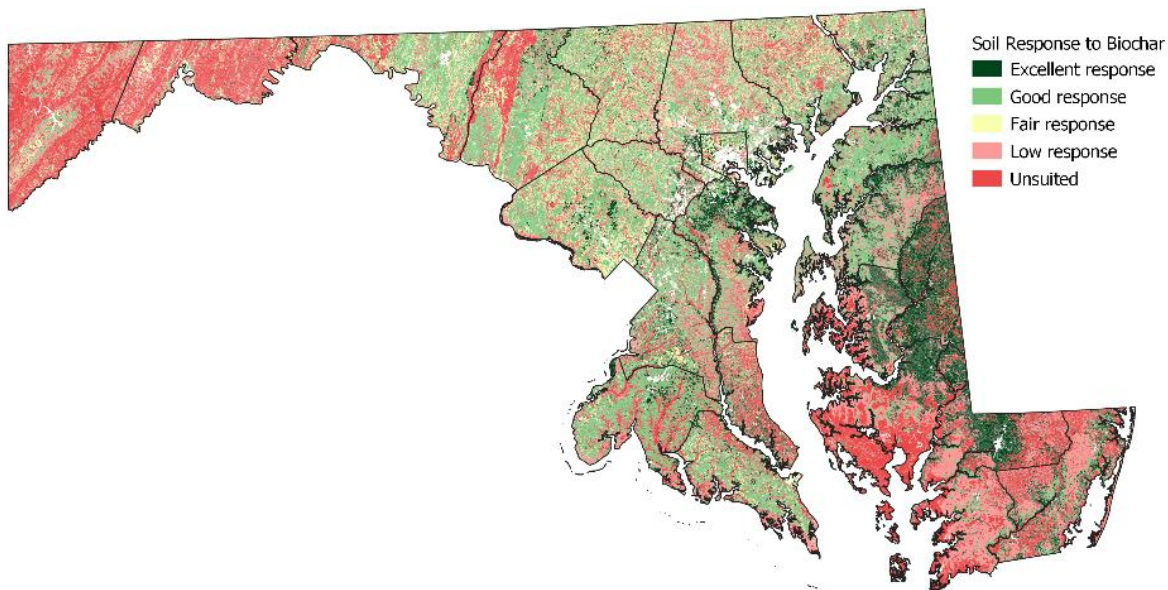 Soil Response to Biochar
Excellent response
Good response
Fair response
Low response
Unsuited